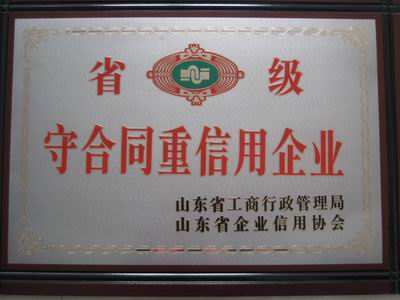 省 级
守合同重信用企业
山东省工商行政管理局
山东省企业信用协会